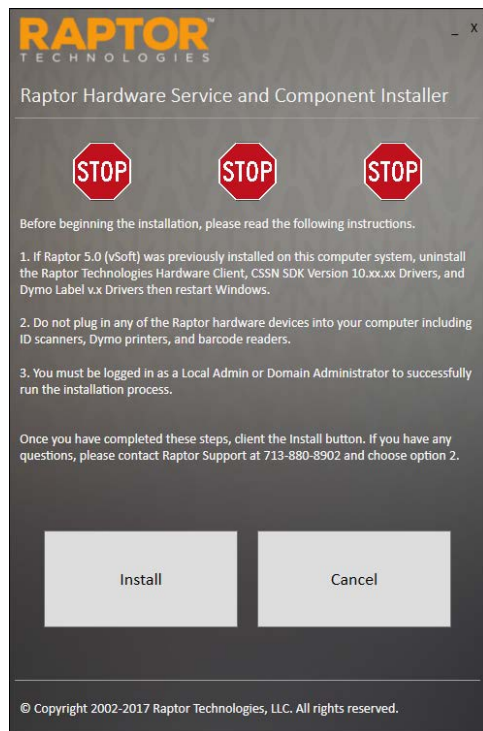 RAPTOR™
TECHNOLOGIES
_ X
Raptor Hardware Service and Component Installer
STOP STOP STOP
Before beginning the installation, please read the following instructions.
1. If Raptor 5.0 (vSoft) was previously installed on this computer system, uninstall
the Raptor Technologies Hardware Client, CSSN SDK Version 10.xx.xx Drivers, and
Dymo Label v.x Drivers then restart Windows.
2. Do not plug in any of the Raptor hardware devices into your computer including
ID scanners, Dymo printers, and barcode readers.
3. You must be logged in as a Local Admin or Domain Administrator to successfully
run the installation process.
Once you have completed these steps, client the Install button. If you have any
questions, please contact Raptor Support at 713-880-8902 and choose option 2.
Install Cancel
© Copyright 2002-2017 Raptor Technologies, LLC. All rights reserved.